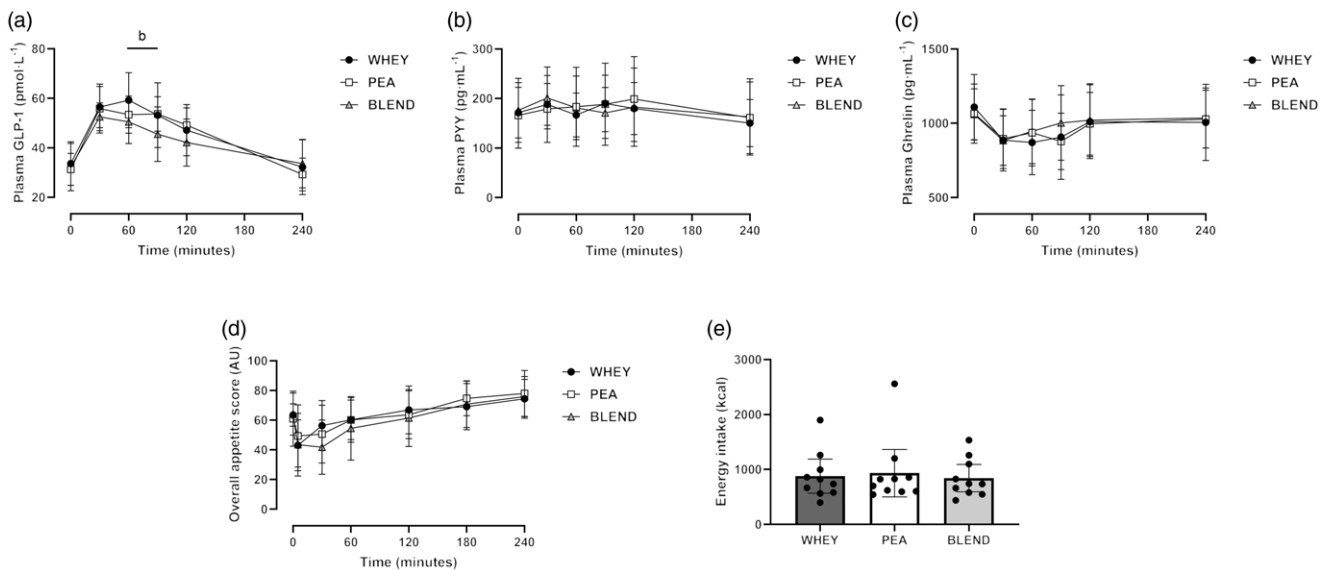 (a)
b
80
60
40
20
Plasma GLP-1 (pmol·L⁻¹)
0 60 120 180 240
Time (minutes)
WHEY
PEA
BLEND
(b)
300
200
100
0
Plasma PYY (pg·mL⁻¹)
0 60 120 180 240
Time (minutes)
WHEY
PEA
BLEND
(c)
1500
1000
500
Plasma Ghrelin (pg·mL⁻¹)
0 60 120 180 240
Time (minutes)
WHEY
PEA
BLEND
(d)
100
80
60
40
20
0
Overall appetite score (AU)
0 60 120 180 240
Time (minutes)
WHEY
PEA
BLEND
(e)
3000
2000
1000
0
Energy intake (kcal)
WHEY PEA BLEND